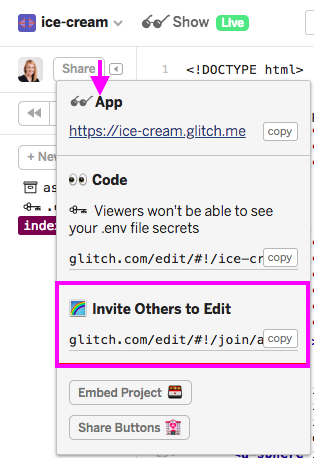 ice-cream
Show Live
Share
1 <!DOCTYPE html>
App
https://ice-cream.glitch.me copy
+ New
Code
Viewers won't be able to see
your .env file secrets
glitch.com/edit/#!/ice-cr copy
Invite Others to Edit
glitch.com/edit/#!/join/a copy
Embed Project
Share Buttons